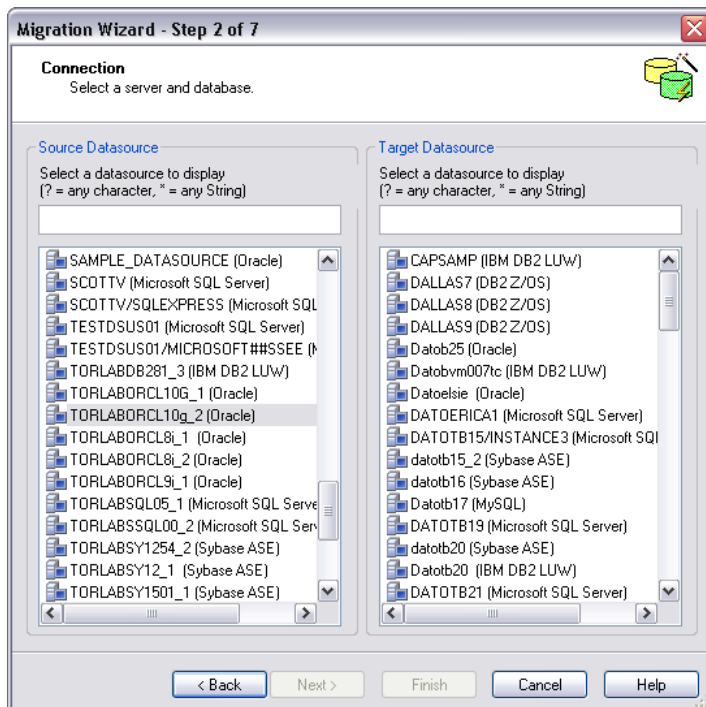 Migration Wizard - Step 2 of 7
Connection
Select a server and database.
Source Datasource
Select a datasource to display
(? = any character, * = any String)
SAMPLE_DATASOURCE (Oracle)
SCOTTV (Microsoft SQL Server)
SCOTTV/SQLEXPRESS (Microsoft SQL
TESTDSUS01 (Microsoft SQL Server)
TESTDSUS01/MICROSOFT##SSEE (M
TORLABDB281_3 (IBM DB2 LUW)
TORLABORCL10G_1 (Oracle)
TORLABORCL10g_2 (Oracle)
TORLABORCL8i_1 (Oracle)
TORLABORCL8i_2 (Oracle)
TORLABORCL9i_1 (Oracle)
TORLABSQL05_1 (Microsoft SQL Serve
TORLABSSQL00_2 (Microsoft SQL Serv
TORLABSY1254_2 (Sybase ASE)
TORLABSY12_1 (Sybase ASE)
TORLABSY1501_1 (Sybase ASE)
Target Datasource
Select a datasource to display
(? = any character, * = any String)
CAPSAMP (IBM DB2 LUW)
DALLAS7 (DB2 Z/OS)
DALLAS8 (DB2 Z/OS)
DALLAS9 (DB2 Z/OS)
Datob25 (Oracle)
Datobvm007tc (IBM DB2 LUW)
Datoelsie (Oracle)
DATOERICA1 (Microsoft SQL Server)
DATOTB15/INSTANCE3 (Microsoft SQl
datotb15_2 (Sybase ASE)
datotb16 (Sybase ASE)
Datotb17 (MySQL)
DATOTB19 (Microsoft SQL Server)
datotb20 (Sybase ASE)
Datotb20 (IBM DB2 LUW)
DATOTB21 (Microsoft SQL Server)
< Back
Next >
Finish
Cancel
Help